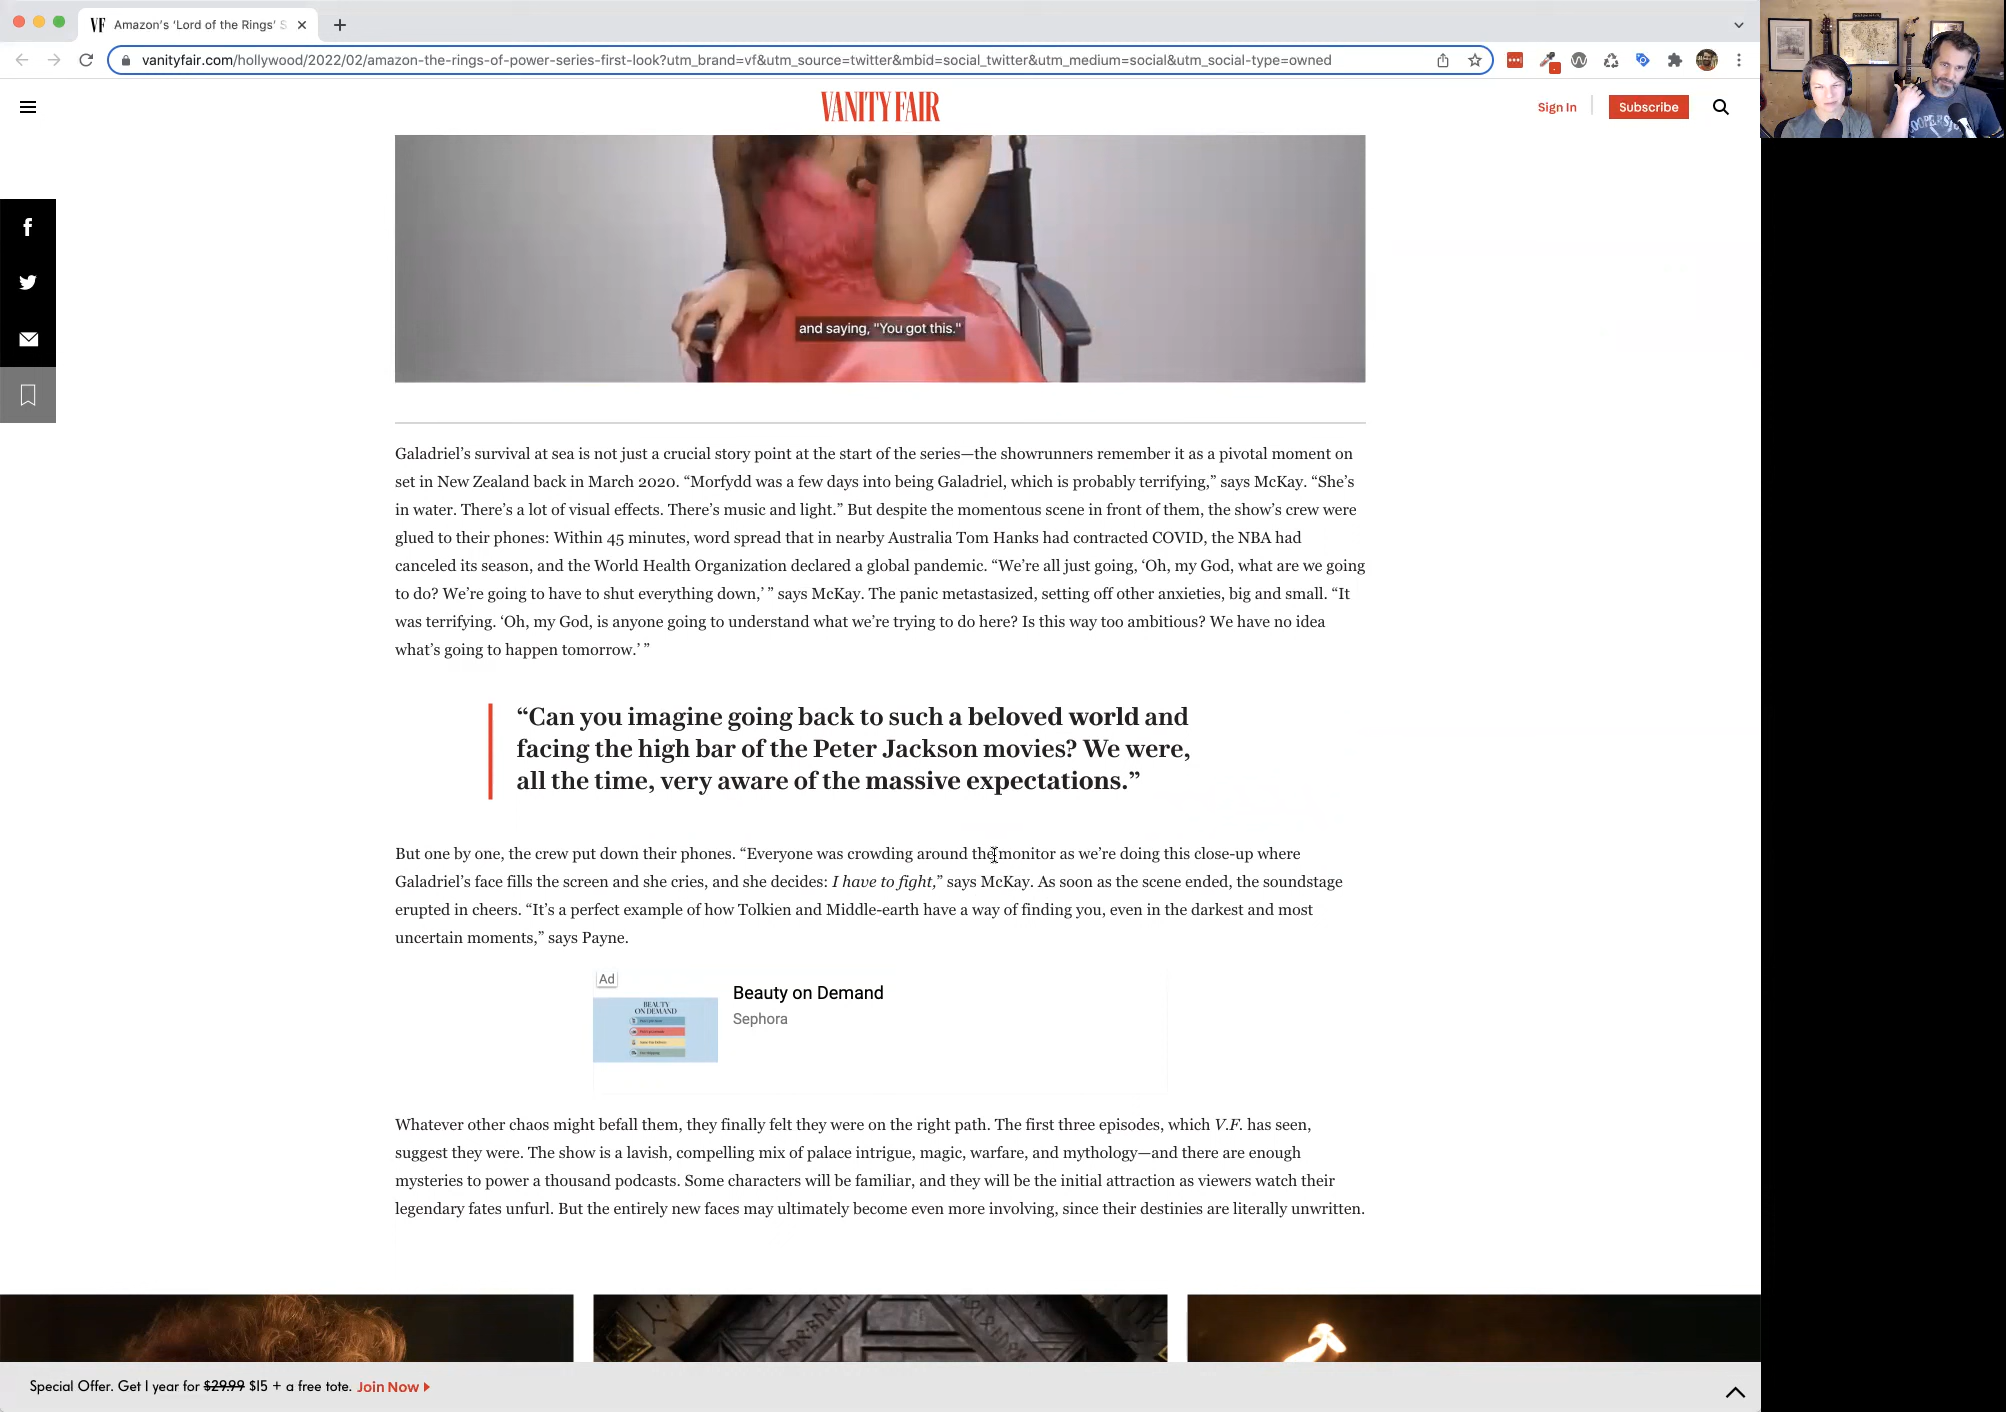 Amazon's 'Lord of the Rings' S
vanityfair.com/hollywood/2022/02/amazon-the-rings-of-power-series-first-look?utm_brand=vf&utm_source=twitter&mbid=social_twitter&utm_medium=social&utm_social-type=owned
VANITY FAIR
Sign In
Subscribe
and saying, "You got this."
Galadriel’s survival at sea is not just a crucial story point at the start of the series—the showrunners remember it as a pivotal moment on
set in New Zealand back in March 2020. “Morfydd was a few days into being Galadriel, which is probably terrifying,” says McKay. “She’s
in water. There’s a lot of visual effects. There’s music and light.” But despite the momentous scene in front of them, the show’s crew were
glued to their phones: Within 45 minutes, word spread that in nearby Australia Tom Hanks had contracted COVID, the NBA had
canceled its season, and the World Health Organization declared a global pandemic. “We’re all just going, ‘Oh, my God, what are we going
to do? We’re going to have to shut everything down,’ ” says McKay. The panic metastasized, setting off other anxieties, big and small. “It
was terrifying. ‘Oh, my God, is anyone going to understand what we’re trying to do here? Is this way too ambitious? We have no idea
what’s going to happen tomorrow.’ ”
“Can you imagine going back to such a beloved world and
facing the high bar of the Peter Jackson movies? We were,
all the time, very aware of the massive expectations.”
But one by one, the crew put down their phones. “Everyone was crowding around the monitor as we’re doing this close-up where
Galadriel’s face fills the screen and she cries, and she decides: I have to fight,” says McKay. As soon as the scene ended, the soundstage
erupted in cheers. “It’s a perfect example of how Tolkien and Middle-earth have a way of finding you, even in the darkest and most
uncertain moments,” says Payne.
Ad
BEAUTY
ON DEMAND
Beauty on Demand
Sephora
Whatever other chaos might befall them, they finally felt they were on the right path. The first three episodes, which V.F. has seen,
suggest they were. The show is a lavish, compelling mix of palace intrigue, magic, warfare, and mythology—and there are enough
mysteries to power a thousand podcasts. Some characters will be familiar, and they will be the initial attraction as viewers watch their
legendary fates unfurl. But the entirely new faces may ultimately become even more involving, since their destinies are literally unwritten.
Special Offer. Get 1 year for $29.99 $15 + a free tote. Join Now